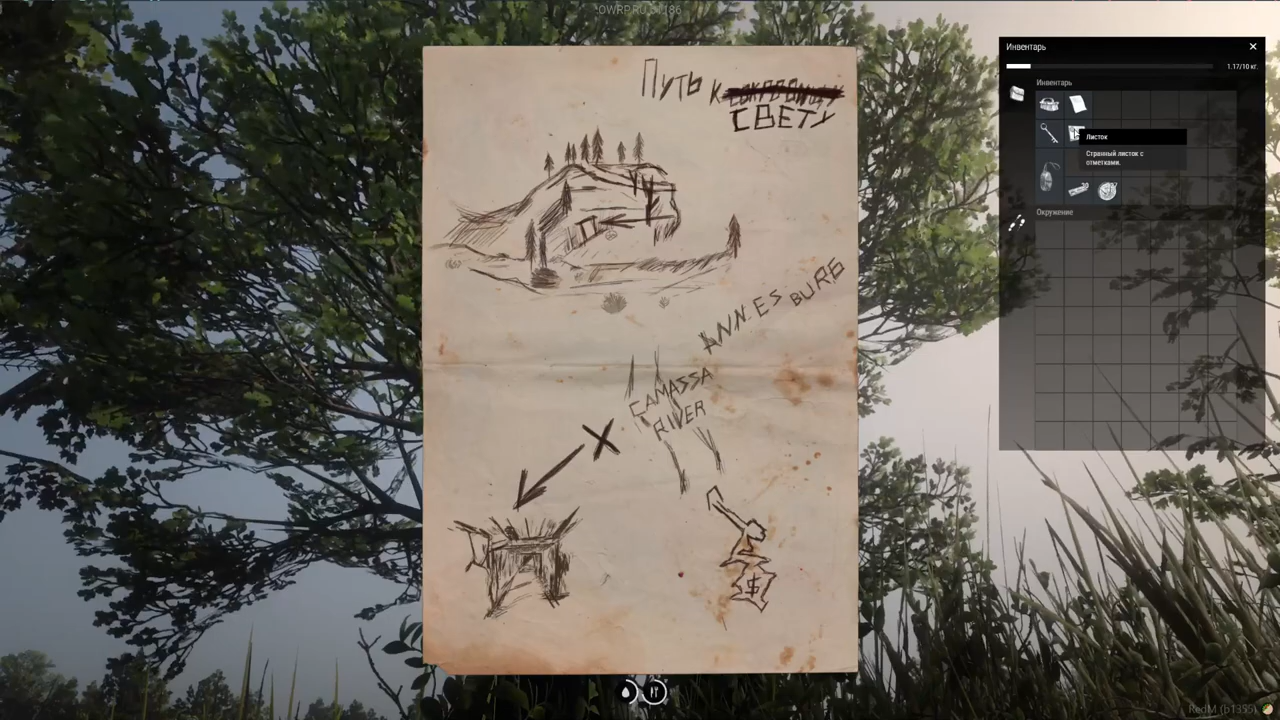 OWRP.RU
Путь к сокровищу
СВЕТУ
ANNESBURG
CAMASSA
RIVER
$
Инвентарь
1.17/10 кг.
Инвентарь
Листок
Странный листок с
отметками.
Окружение
RedM (b1355)